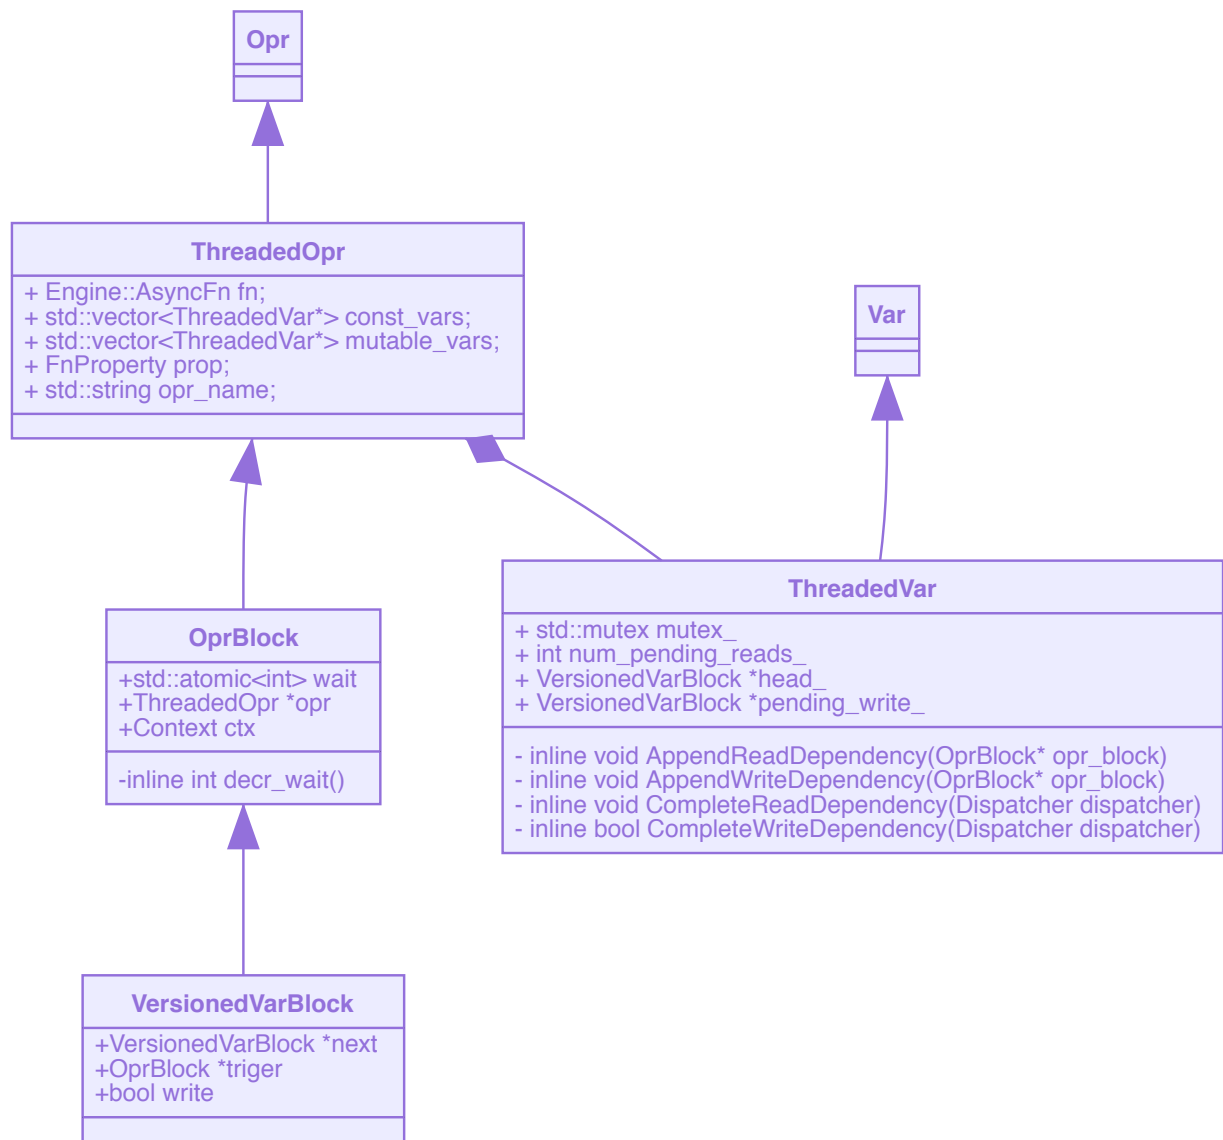 Opr
ThreadedOpr
+ Engine::AsyncFn fn;
+ std::vector<ThreadedVar*> const_vars;
+ std::vector<ThreadedVar*> mutable_vars;
+ FnProperty prop;
+ std::string opr_name;
Var
ThreadedVar
+ std::mutex mutex_
+ int num_pending_reads_
+ VersionedVarBlock *head_
+ VersionedVarBlock *pending_write_
- inline void AppendReadDependency(OprBlock* opr_block)
- inline void AppendWriteDependency(OprBlock* opr_block)
- inline void CompleteReadDependency(Dispatcher dispatcher)
- inline bool CompleteWriteDependency(Dispatcher dispatcher)
OprBlock
+std::atomic<int> wait
+ThreadedOpr *opr
+Context ctx
-inline int decr_wait()
VersionedVarBlock
+VersionedVarBlock *next
+OprBlock *triger
+bool write